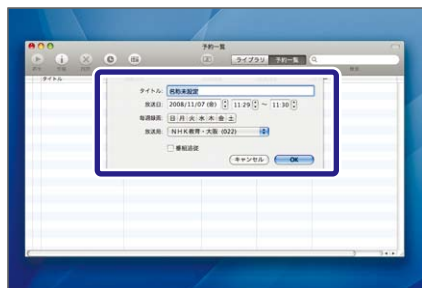 予約一覧
ライブラリ 予約一覧
タイトル
タイトル: 名称未設定
放送日: 2008/11/07 (金) 11:29 ~ 11:30
毎週録画: 日 月 火 水 木 金 土
放送局: NHK教育・大阪 (022)
番組追従
キャンセル OK